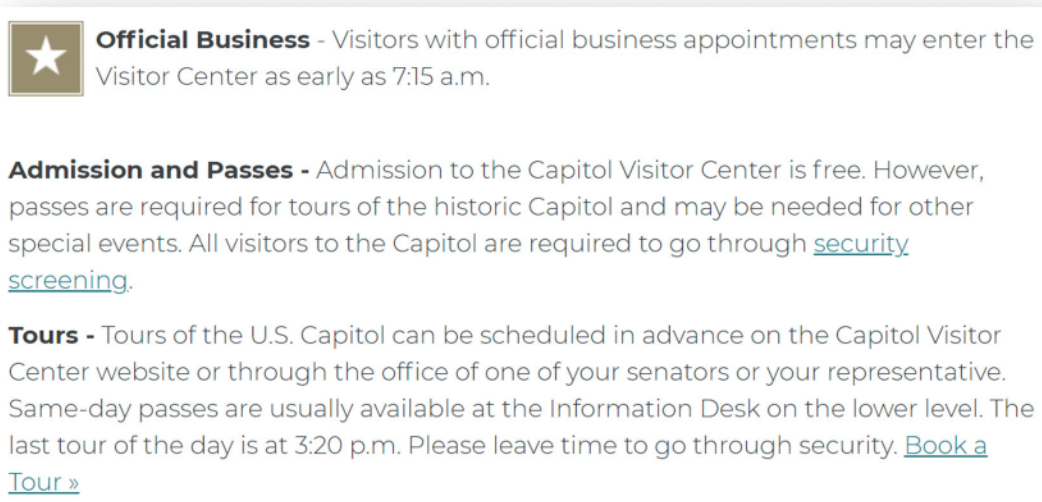 Official Business - Visitors with official business appointments may enter the
Visitor Center as early as 7:15 a.m.
Admission and Passes - Admission to the Capitol Visitor Center is free. However,
passes are required for tours of the historic Capitol and may be needed for other
special events. All visitors to the Capitol are required to go through security
screening.
Tours - Tours of the U.S. Capitol can be scheduled in advance on the Capitol Visitor
Center website or through the office of one of your senators or your representative.
Same-day passes are usually available at the Information Desk on the lower level. The
last tour of the day is at 3:20 p.m. Please leave time to go through security. Book a
Tour »